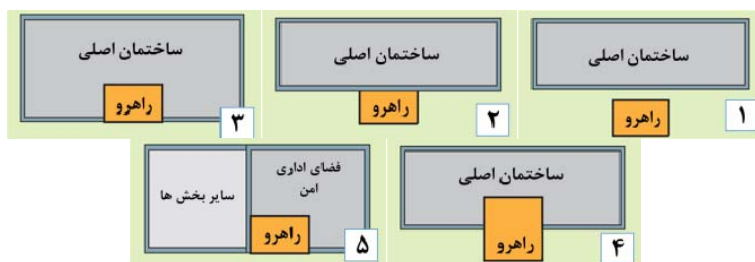 ساختمان اصلی
راهرو
۱
ساختمان اصلی
راهرو
۲
ساختمان اصلی
راهرو
۳
ساختمان اصلی
راهرو
۴
فضای اداری
امن
سایر بخش ها
راهرو
۵